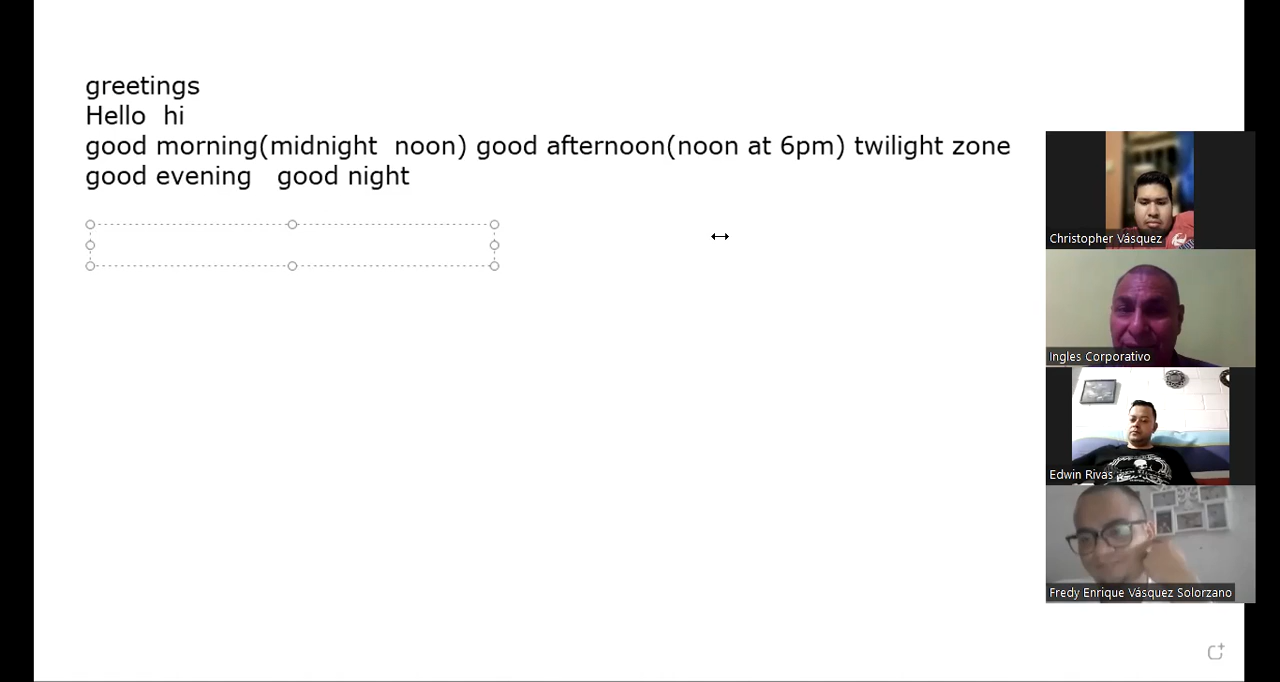 greetings
Hello  hi
good morning(midnight  noon) good afternoon(noon at 6pm) twilight zone
good evening   good night
Christopher Vásquez
Ingles Corporativo
Edwin Rivas
Fredy Enrique Vásquez Solorzano